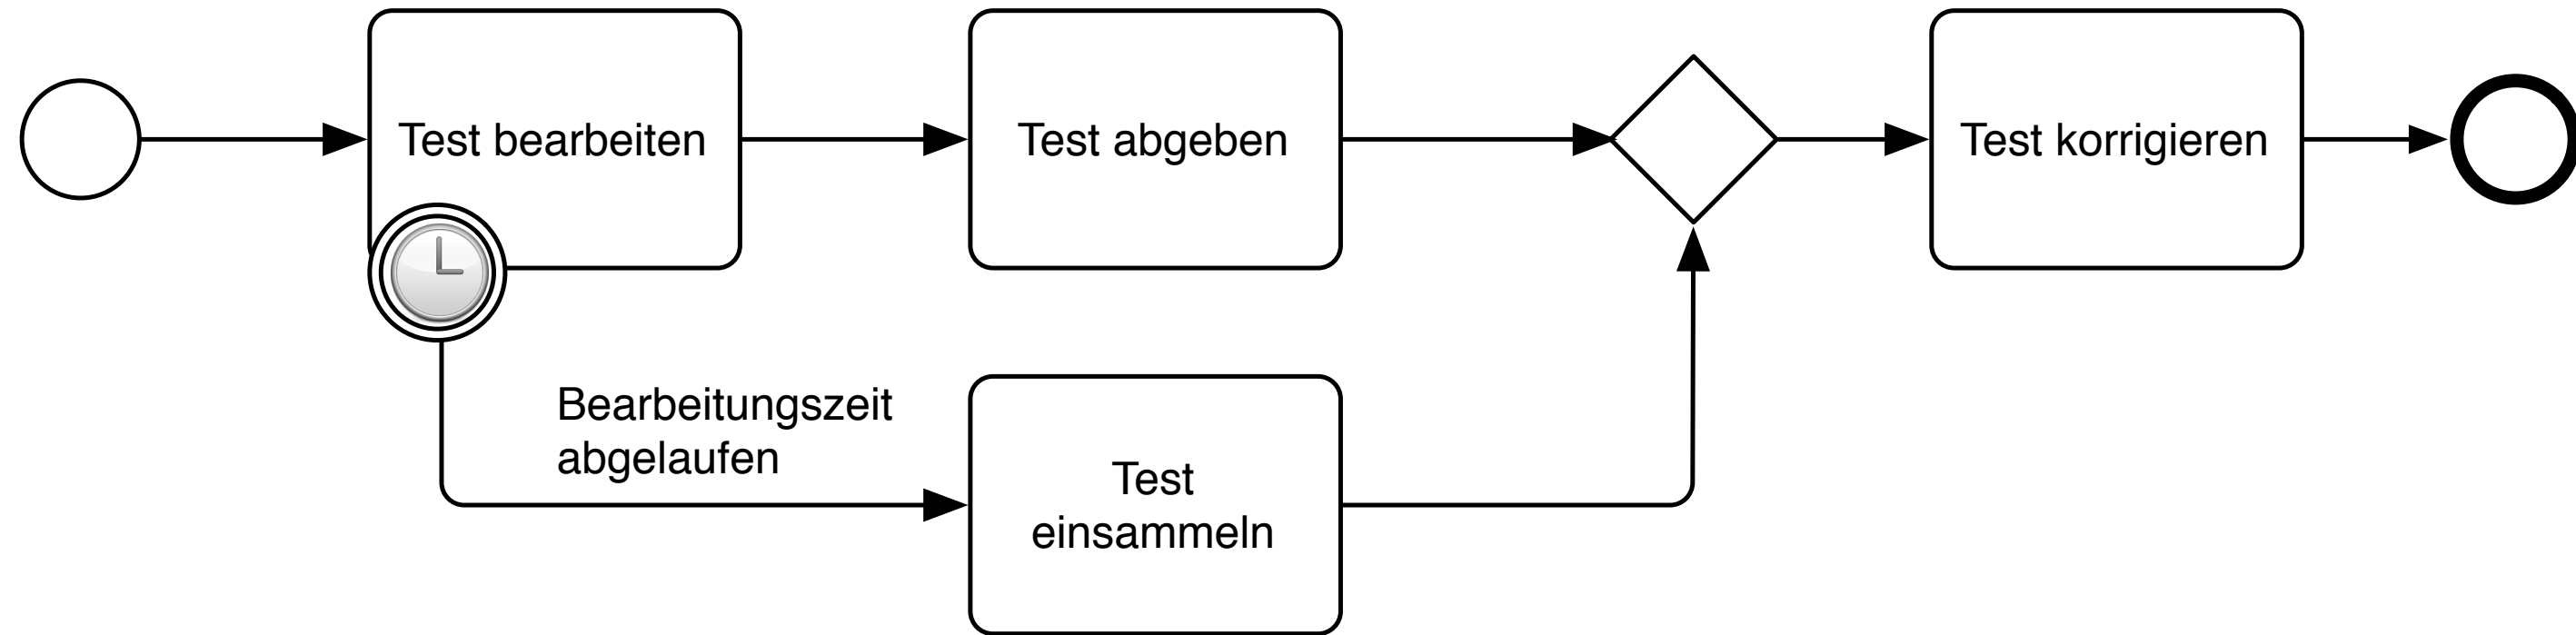 Test bearbeiten
Test abgeben
Test korrigieren
Bearbeitungszeit
abgelaufen
Test
einsammeln